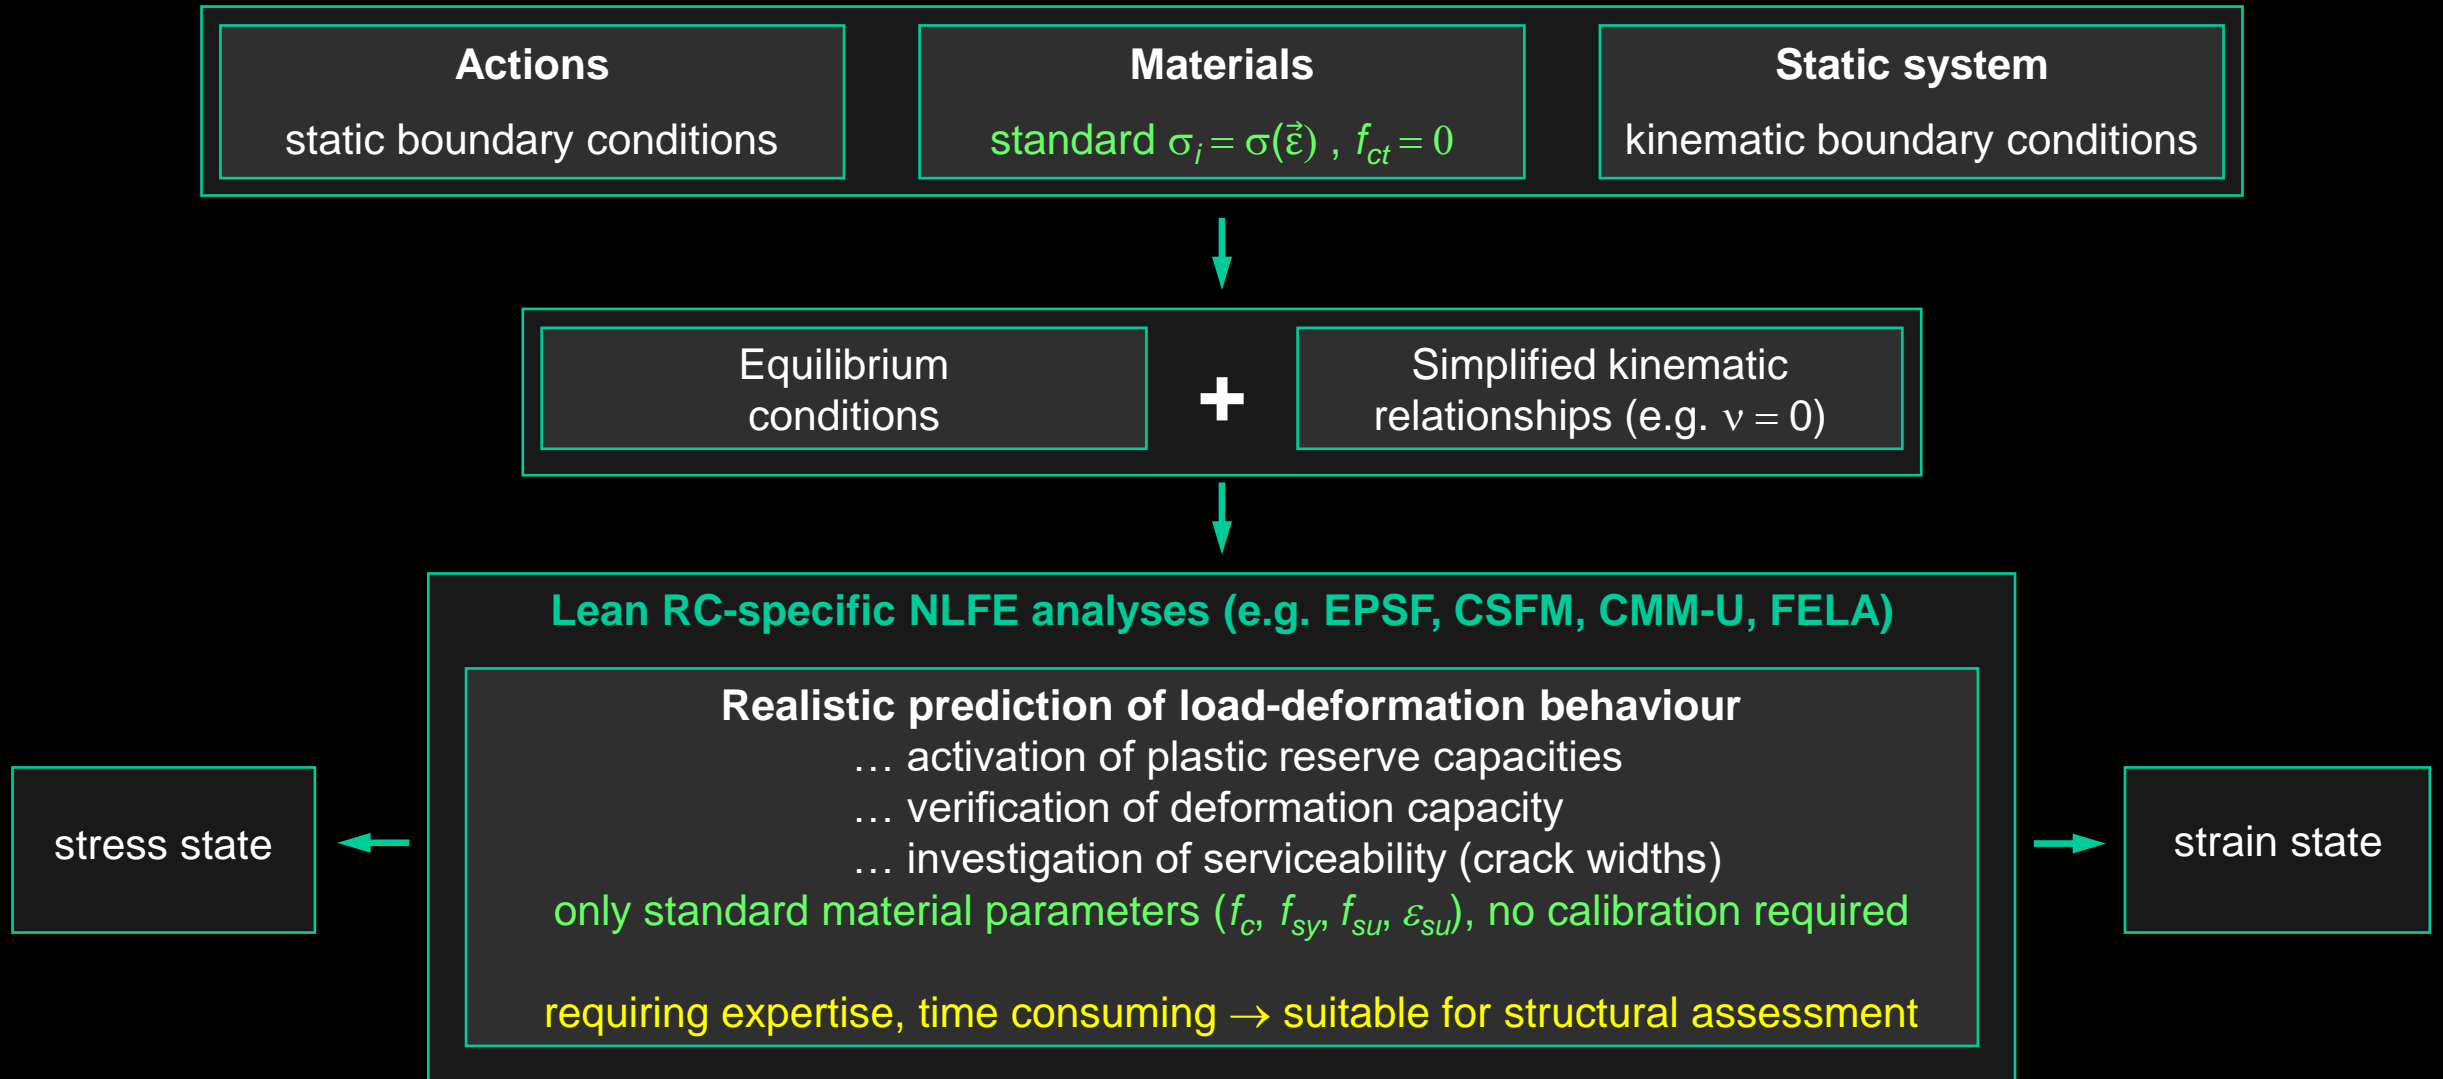 Actions
static boundary conditions
Materials
standard σi = σ(ε⃗) , fct = 0
Static system
kinematic boundary conditions
Equilibrium
conditions
+
Simplified kinematic
relationships (e.g. ν = 0)
Lean RC-specific NLFE analyses (e.g. EPSF, CSFM, CMM-U, FELA)
Realistic prediction of load-deformation behaviour
… activation of plastic reserve capacities
… verification of deformation capacity
… investigation of serviceability (crack widths)
only standard material parameters (fc, fsy, fsu, εsu), no calibration required
requiring expertise, time consuming → suitable for structural assessment
stress state
strain state